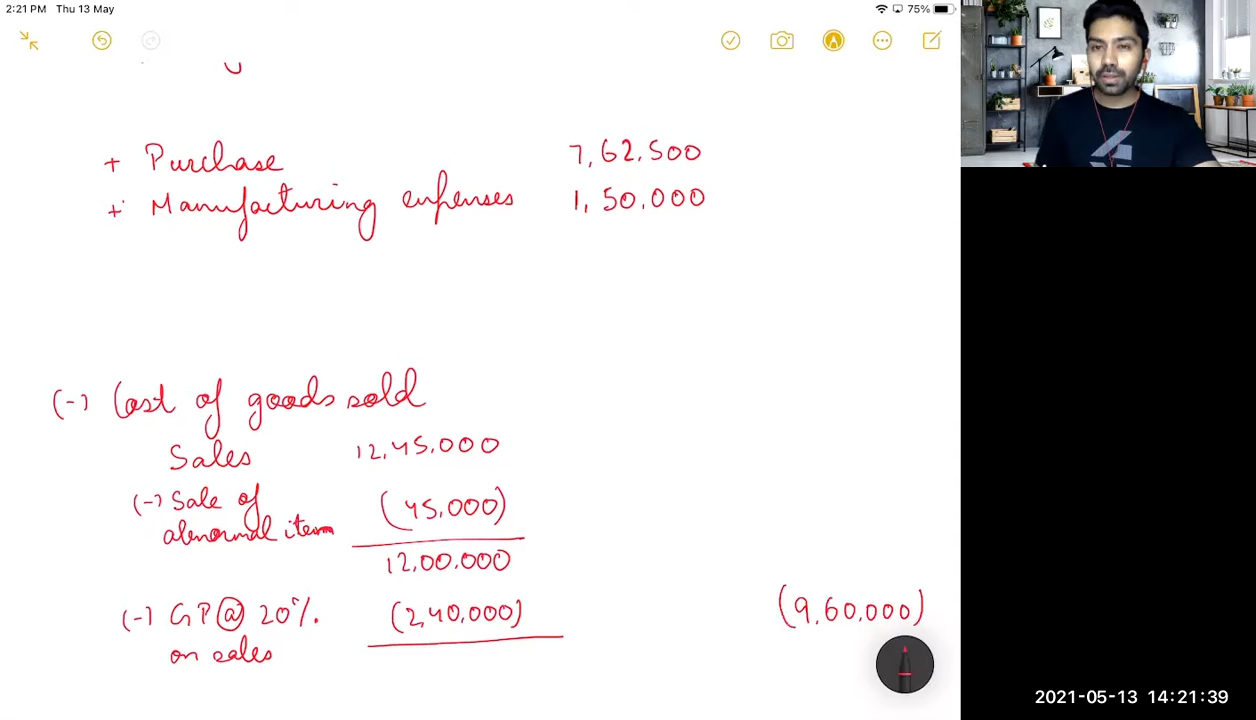 2:21 PM Thu 13 May
75%
+ Purchase 7,62,500
+ Manufacturing expenses 1,50,000
(-) Cost of goods sold
Sales 12,45,000
(-) Sale of abnormal item (45,000)
12,00,000
(-) GP@ 20% on sales (2,40,000) (9,60,000)
2021-05-13 14:21:39